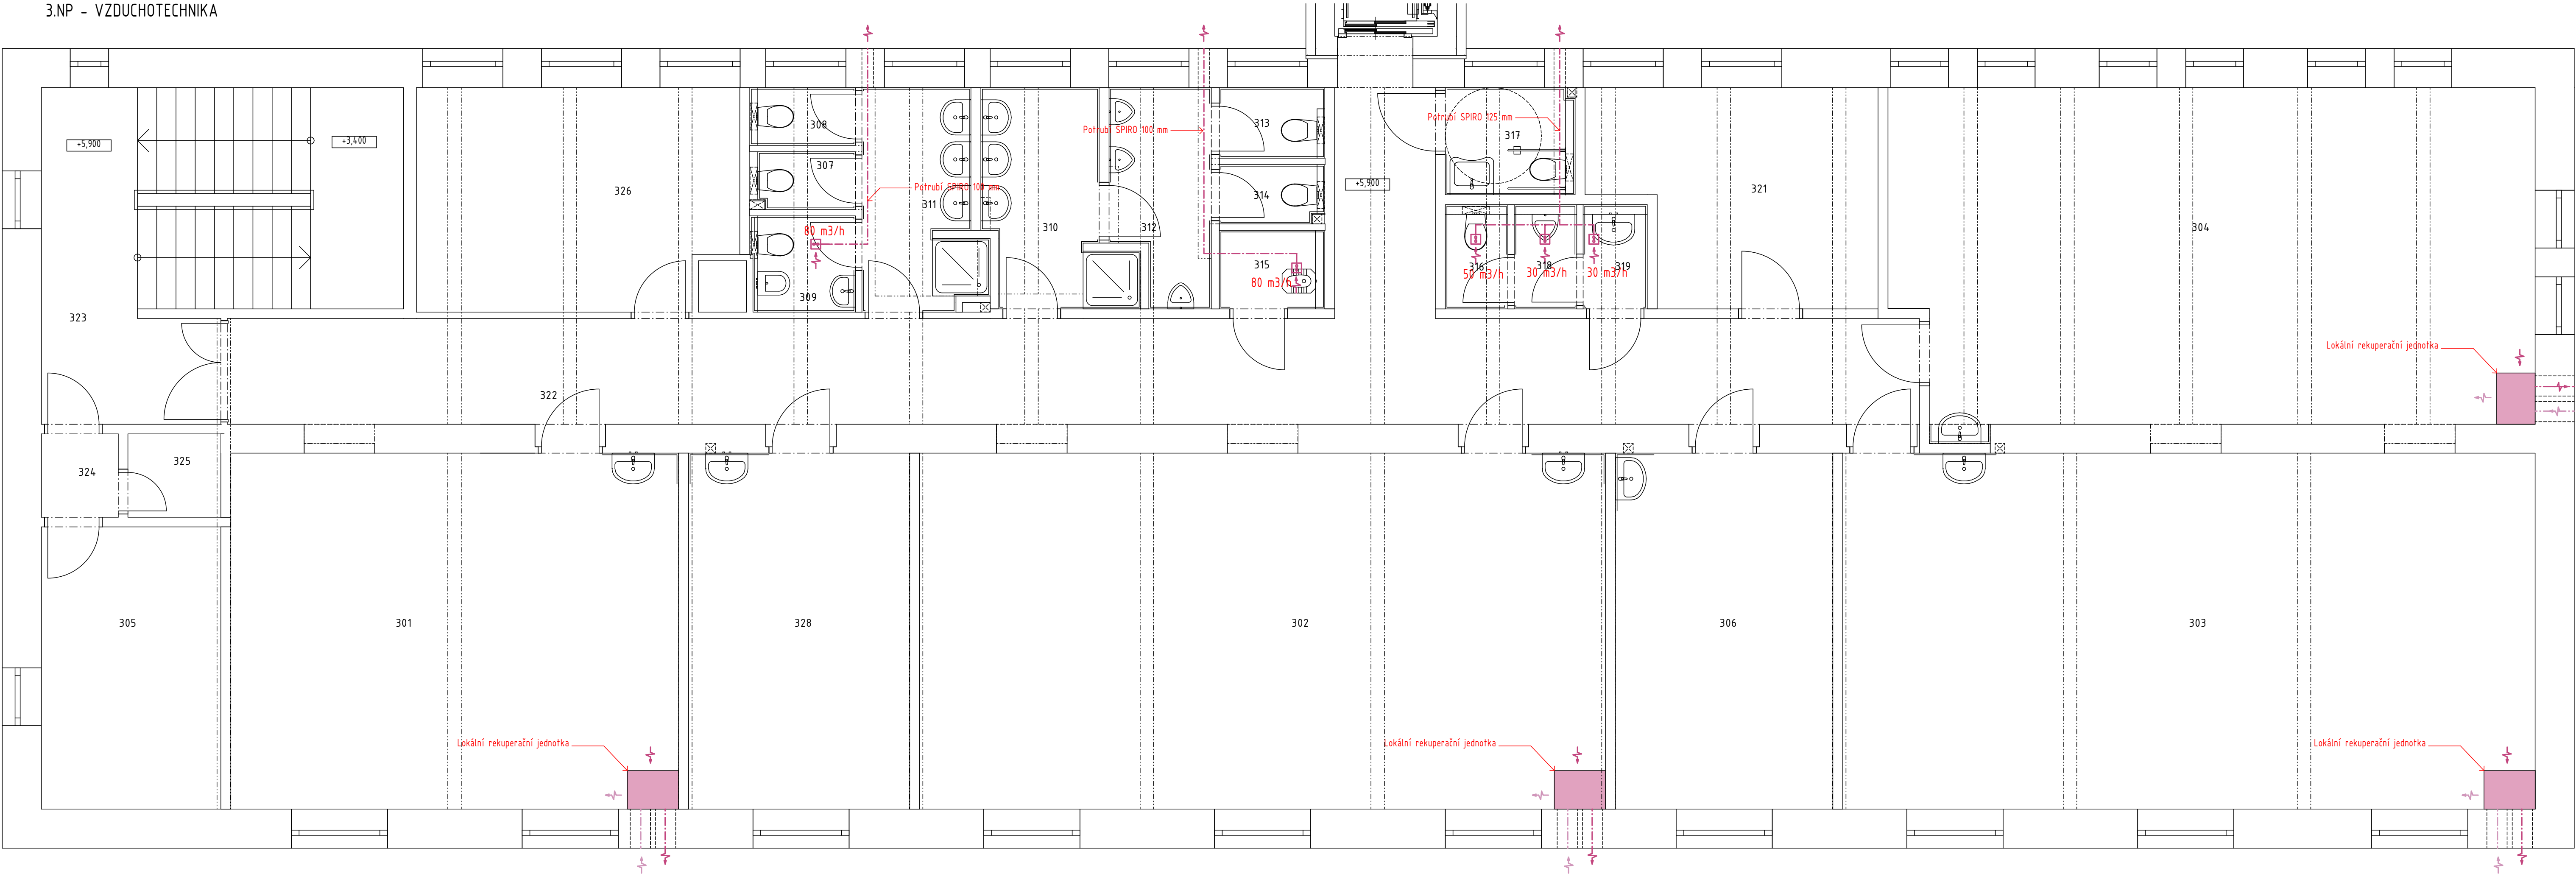 3.NP - VZDUCHOTECHNIKA
308
Potrubí SPIRO 100 mm
313
Potrubí SPIRO 125 mm
317
+5,900
+3,400
307
326
Potrubí SPIRO 100 mm
311
314
+5,900
321
310
312
304
80 m3/h
315
316
318
319
50 m3/h
30 m3/h
30 m3/h
80 m3/h
309
323
Lokální rekuperační jednotka
322
325
324
305
301
328
302
306
303
Lokální rekuperační jednotka
Lokální rekuperační jednotka
Lokální rekuperační jednotka